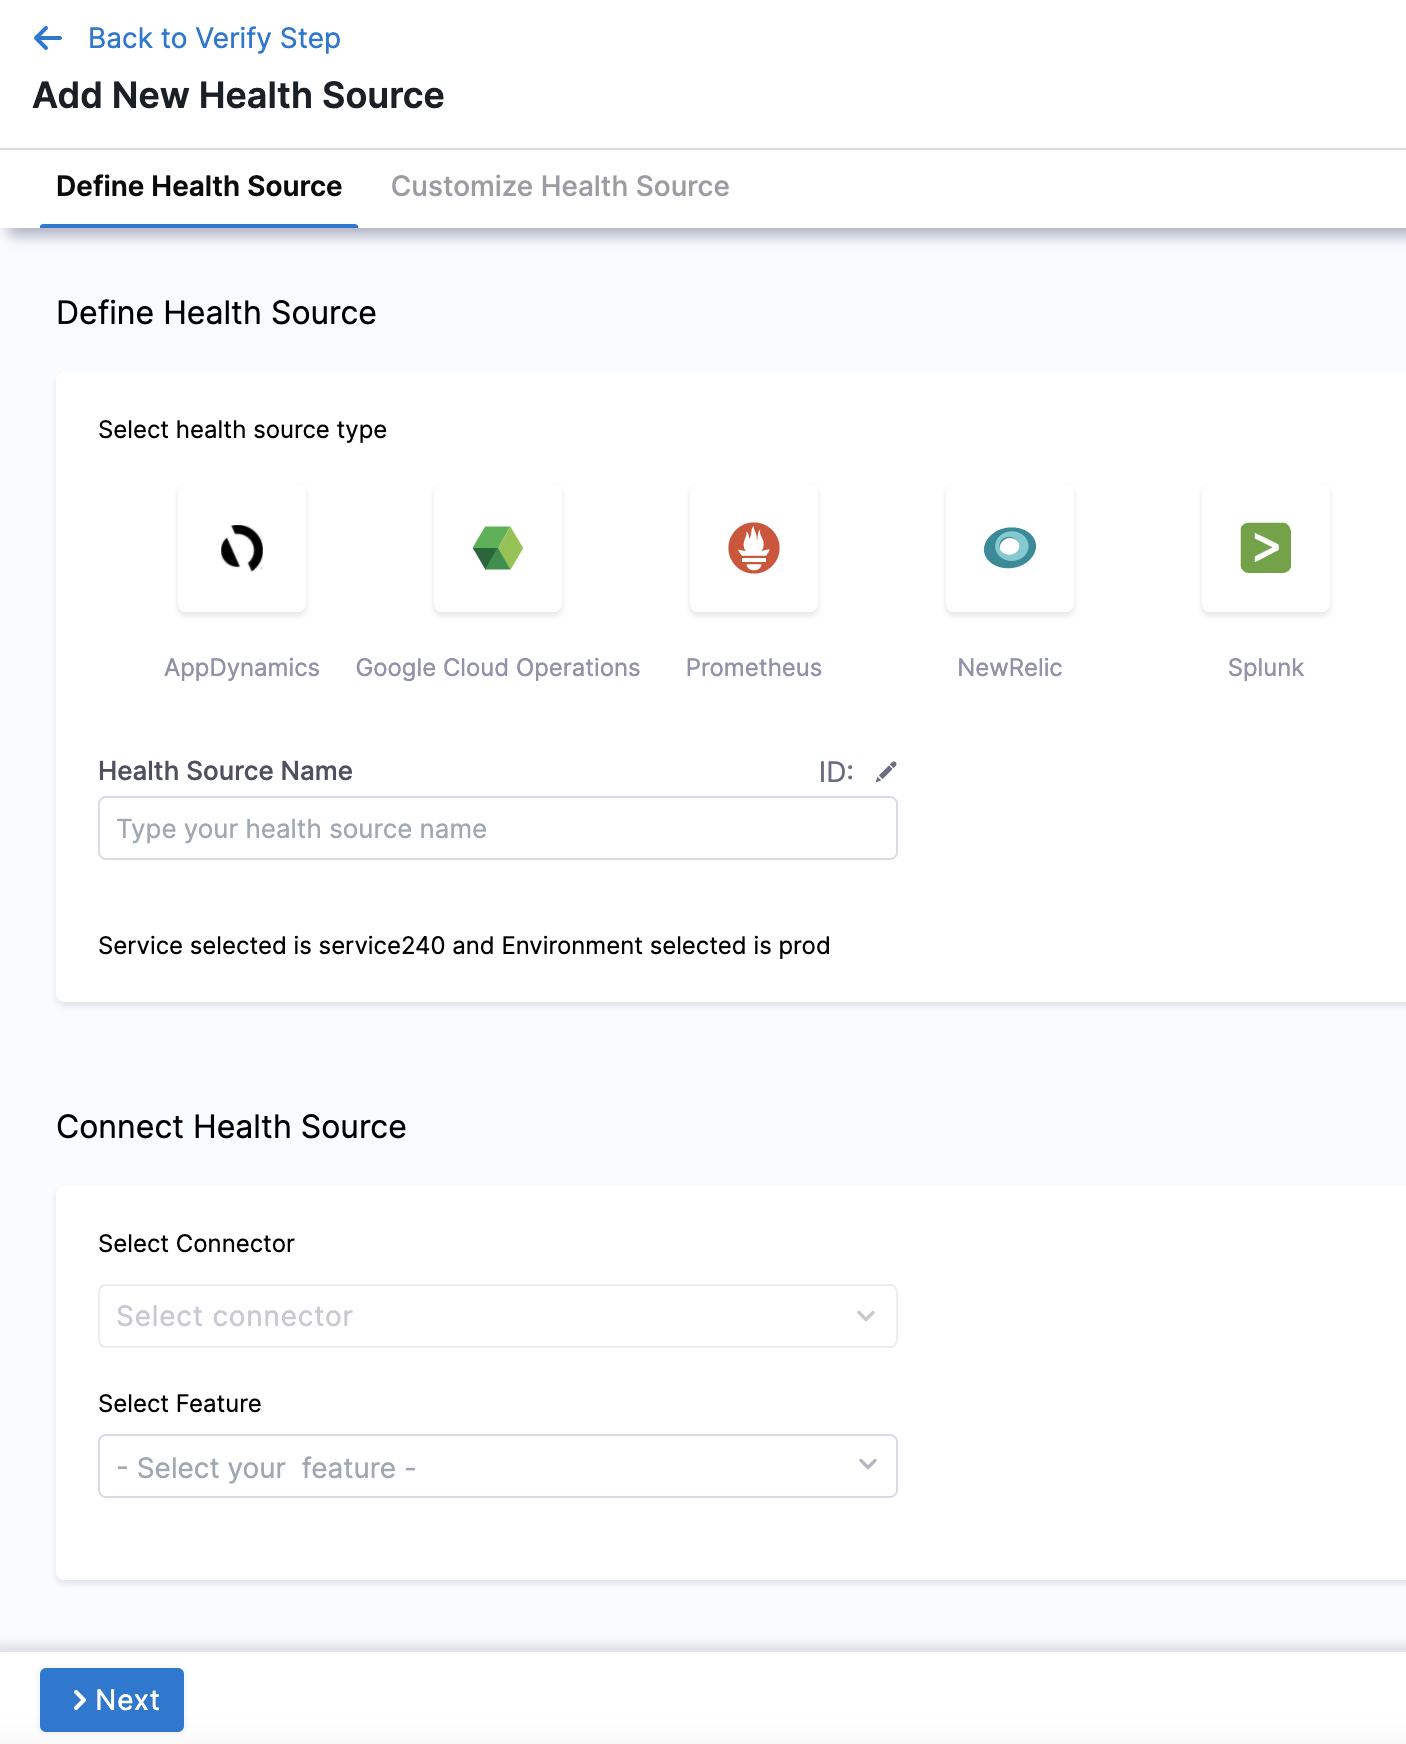 Back to Verify Step
Add New Health Source
Define Health Source
Customize Health Source
Define Health Source
Select health source type
AppDynamics
Google Cloud Operations
Prometheus
NewRelic
Splunk
Health Source Name
ID:
Type your health source name
Service selected is service240 and Environment selected is prod
Connect Health Source
Select Connector
Select connector
Select Feature
- Select your  feature -
Next